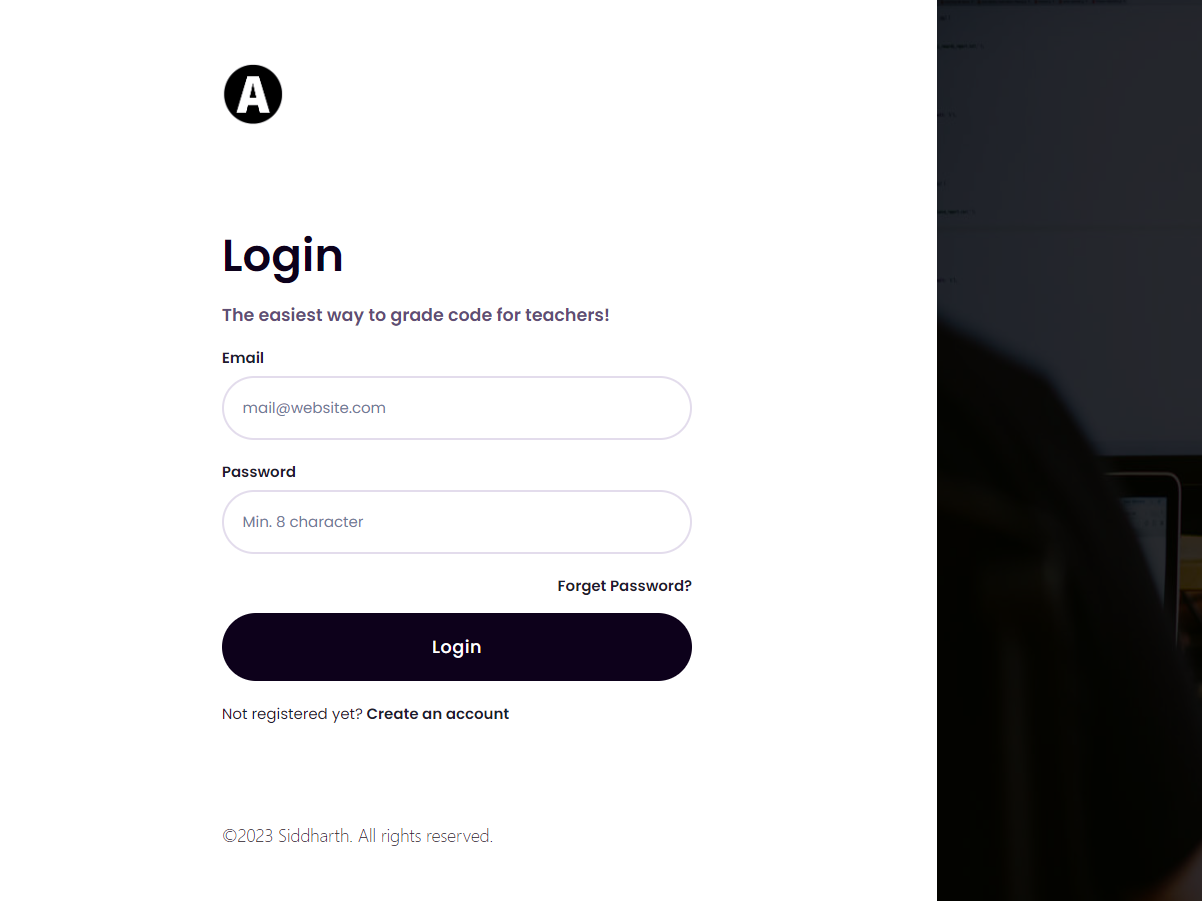 A
Login
The easiest way to grade code for teachers!
Email
mail@website.com
Password
Min. 8 character
Forget Password?
Login
Not registered yet? Create an account
©2023 Siddharth. All rights reserved.